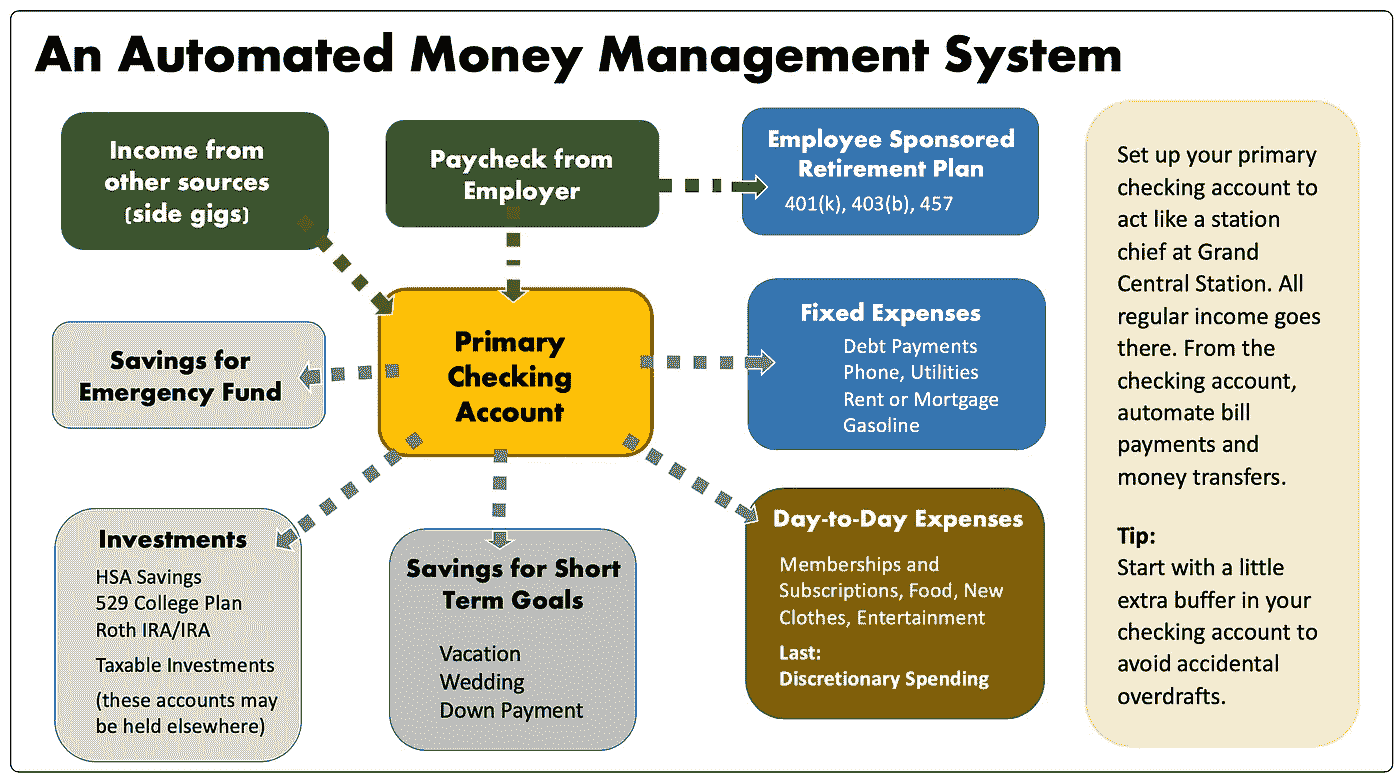 An Automated Money Management System
Income from
other sources
(side gigs)
Paycheck from
Employer
Employee Sponsored
Retirement Plan
401(k), 403(b), 457
Savings for
Emergency Fund
Primary
Checking
Account
Fixed Expenses
Debt Payments
Phone, Utilities
Rent or Mortgage
Gasoline
Investments
HSA Savings
529 College Plan
Roth IRA/IRA
Taxable Investments
(these accounts may
be held elsewhere)
Savings for Short
Term Goals
Vacation
Wedding
Down Payment
Day-to-Day Expenses
Memberships and
Subscriptions, Food, New
Clothes, Entertainment
Last:
Discretionary Spending
Set up your primary
checking account to
act like a station
chief at Grand
Central Station. All
regular income goes
there. From the
checking account,
automate bill
payments and
money transfers.
Tip:
Start with a little
extra buffer in your
checking account to
avoid accidental
overdrafts.